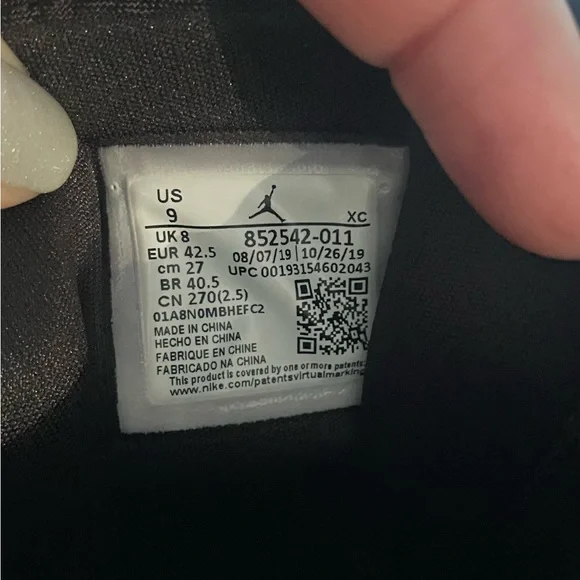 US
9
XC
UK 8
852542-011
EUR 42.5
08/07/19 | 10/26/19
cm 27
UPC 00193154602043
BR 40.5
CN 270(2.5)
01A8N0MBHEFC2
MADE IN CHINA
HECHO EN CHINA
FABRIQUE EN CHINE
FABRICADO NA CHINA
This product is covered by one or more patents.
www.nike.com/patentsvirtualmarking